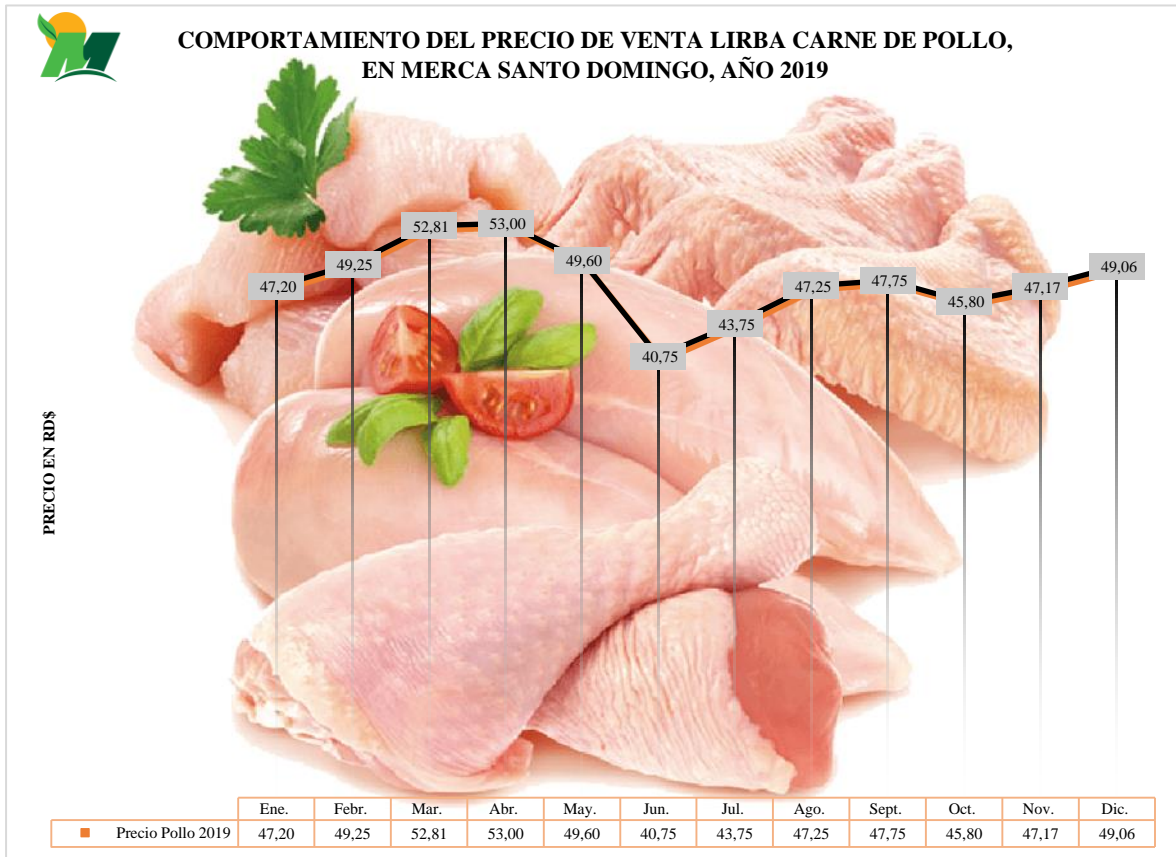 COMPORTAMIENTO DEL PRECIO DE VENTA LIRBA CARNE DE POLLO,
EN MERCA SANTO DOMINGO, AÑO 2019
PRECIO EN RD$
47,20
49,25
52,81
53,00
49,60
40,75
43,75
47,25
47,75
45,80
47,17
49,06
Ene. Febr. Mar. Abr. May. Jun. Jul. Ago. Sept. Oct. Nov. Dic.
Precio Pollo 2019 47,20 49,25 52,81 53,00 49,60 40,75 43,75 47,25 47,75 45,80 47,17 49,06